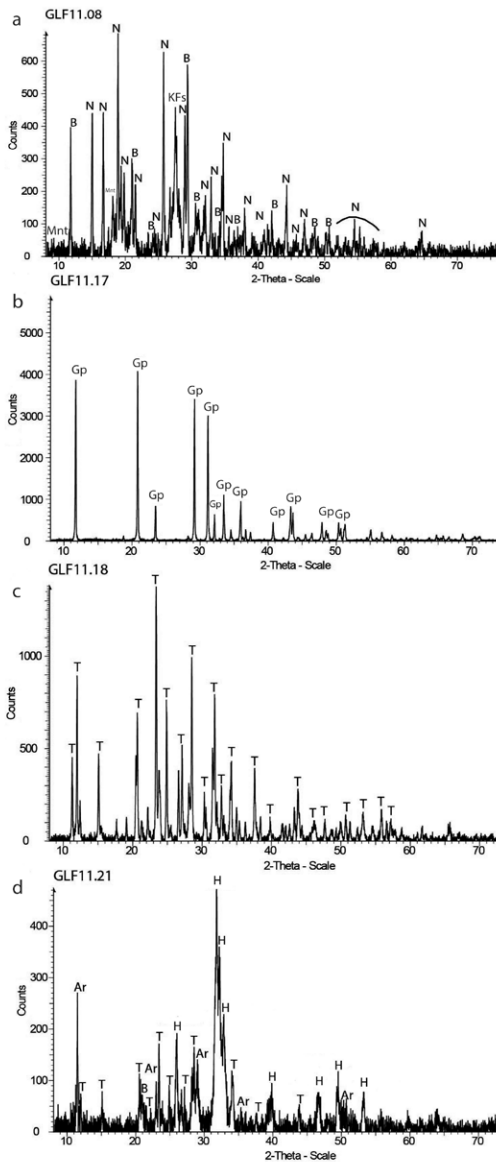 GLF11.08
a
N
N
B
600
500
KFs
N
N
B
N
Counts
400
300
Mnt
N
B
N
N
N
N
200
N
B
B
N
100
B
B
NB
N
N
N
B
B
N
Mnt
0
10 20 30 40 50 60 70
2-Theta - Scale
b
GLF11.17
5000
Gp
Gp
4000
Gp
Gp
Counts
3000
2000
Gp
Gp
Gp
Gp
1000
Gp
Gp
Gp
Gp
0
10 20 30 40 50 60 70
2-Theta - Scale
GLF11.18
c
T
T
T
1000
T
T
T
Counts
T
T
T
T
500
T
T
T
T
T
T
T
T
T
T
T
0
10 20 30 40 50 60 70
2-Theta - Scale
d
GLF11.21
H
H
400
Ar
H
300
Counts
H
200
T
T
Ar
T
Ar
T
T
T
H
H
H
H
100
T
T
B
T
Ar
T
T
Ar
0
10 20 30 40 50 60 70
2-Theta - Scale